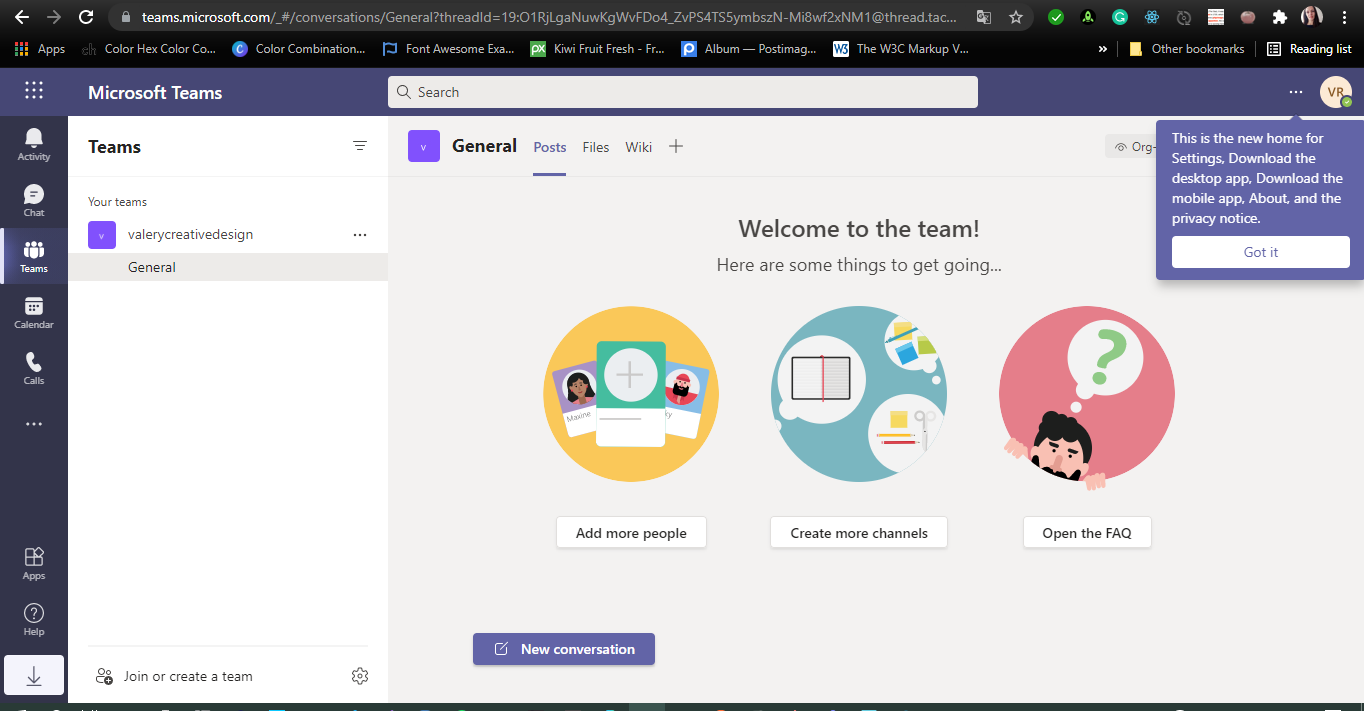 teams.microsoft.com/_#/conversations/General?threadId=19:O1RjLgaNuwKgWvFDo4_ZvPS4TS5ymbszN-Mi8wf2xNM1@thread.tac...
Apps
Color Hex Color Co...
Color Combination...
Font Awesome Exa...
Kiwi Fruit Fresh - Fr...
Album — Postimag...
The W3C Markup V...
»
Other bookmarks
Reading list
Microsoft Teams
Search
VR
Activity
Chat
Teams
Calendar
Calls
Apps
Help
Teams
Your teams
v
valerycreativedesign
General
Join or create a team
v
General
Posts
Files
Wiki
Org-
This is the new home for
Settings, Download the
desktop app, Download the
mobile app, About, and the
privacy notice.
Got it
Welcome to the team!
Here are some things to get going...
Maxine
ky
Add more people
Create more channels
Open the FAQ
New conversation